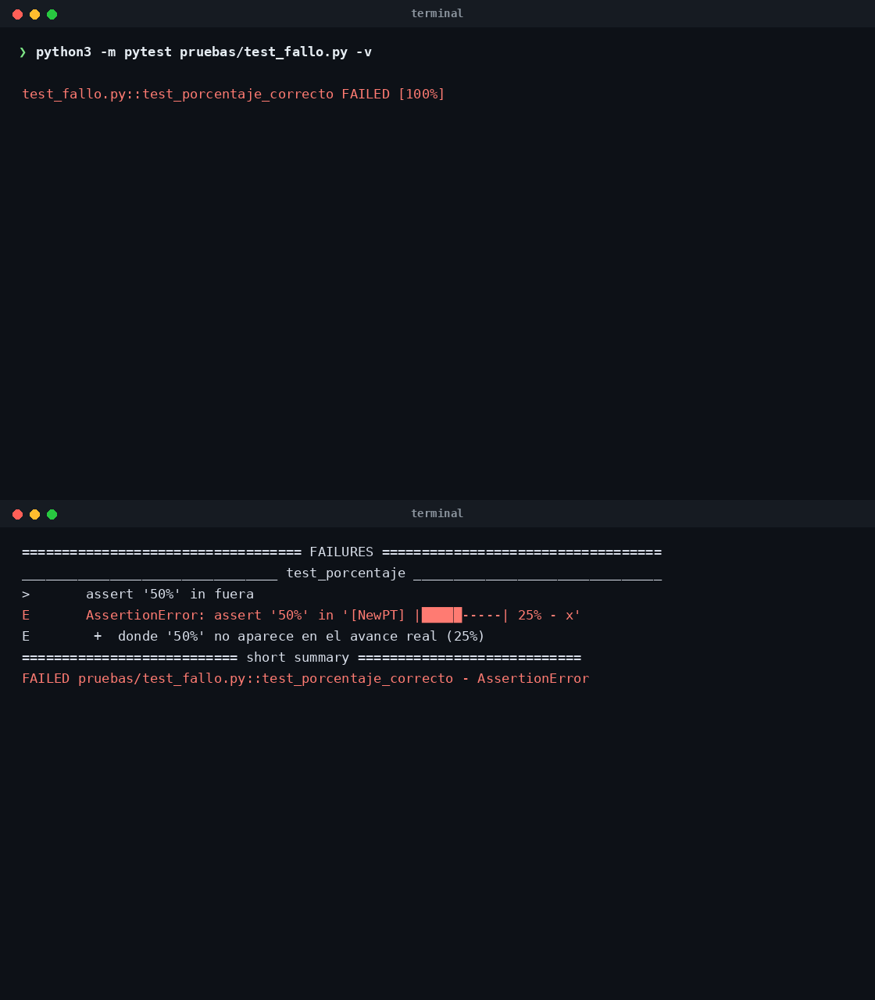 terminal
❯ python3 -m pytest pruebas/test_fallo.py -v
test_fallo.py::test_porcentaje_correcto FAILED [100%]
terminal
=================================== FAILURES ===================================
________________________________ test_porcentaje _______________________________
>       assert '50%' in fuera
E       AssertionError: assert '50%' in '[NewPT] |█████-----| 25% - x'
E        +  donde '50%' no aparece en el avance real (25%)
=========================== short summary ============================
FAILED pruebas/test_fallo.py::test_porcentaje_correcto - AssertionError